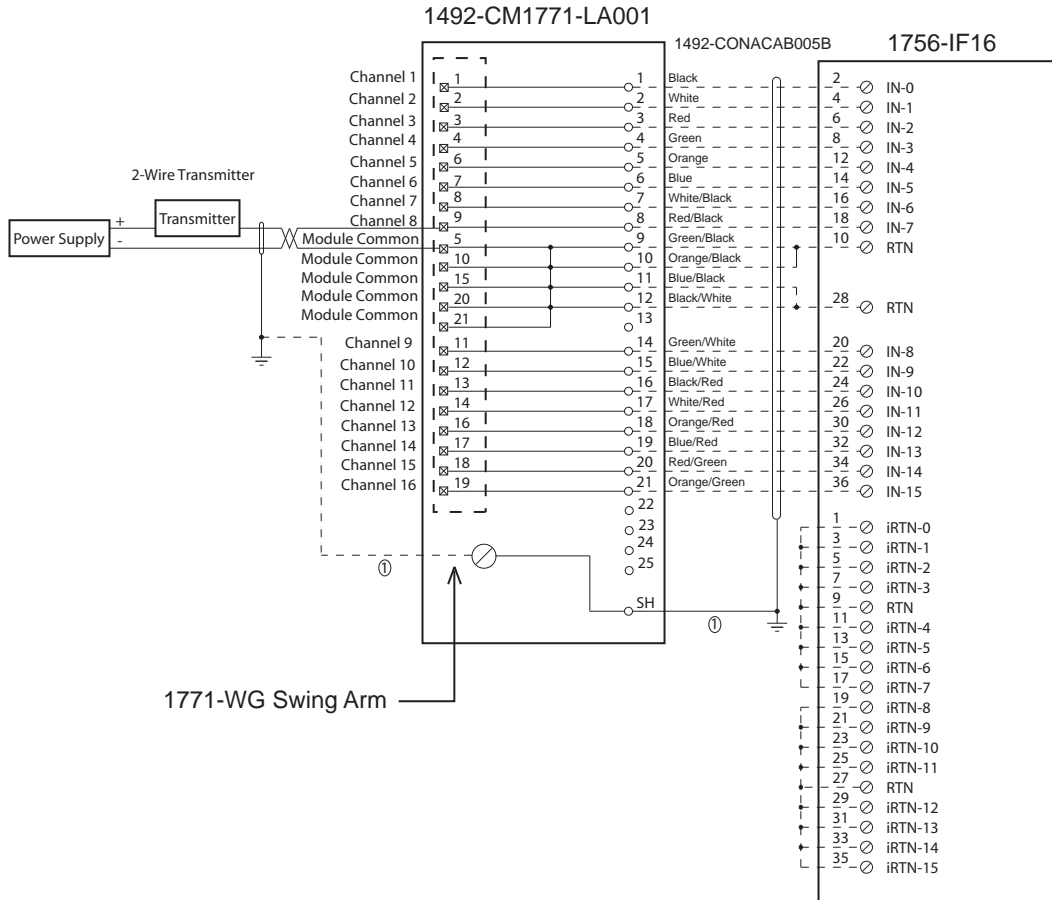 1492-CM1771-LA001
1492-CONACAB005B
1756-IF16
Channel 1 1 1 Black 2 IN-0
Channel 2 2 2 White 4 IN-1
Channel 3 3 3 Red 6 IN-2
Channel 4 4 4 Green 8 IN-3
Channel 5 6 5 Orange 12 IN-4
Channel 6 7 6 Blue 14 IN-5
Channel 7 8 7 White/Black 16 IN-6
Channel 8 9 8 Red/Black 18 IN-7
2-Wire Transmitter
Power Supply + - Transmitter
Module Common 5 9 Green/Black 10 RTN
Module Common 10 10 Orange/Black
Module Common 15 11 Blue/Black
Module Common 20 12 Black/White 28 RTN
Module Common 21 13
Channel 9 11 14 Green/White 20 IN-8
Channel 10 12 15 Blue/White 22 IN-9
Channel 11 13 16 Black/Red 24 IN-10
Channel 12 14 17 White/Red 26 IN-11
Channel 13 16 18 Orange/Red 30 IN-12
Channel 14 17 19 Blue/Red 32 IN-13
Channel 15 18 20 Red/Green 34 IN-14
Channel 16 19 21 Orange/Green 36 IN-15
22
23
24
25
① SH ①
1771-WG Swing Arm
1 iRTN-0
3 iRTN-1
5 iRTN-2
7 iRTN-3
9 RTN
11 iRTN-4
13 iRTN-5
15 iRTN-6
17 iRTN-7
19 iRTN-8
21 iRTN-9
23 iRTN-10
25 iRTN-11
27 RTN
29 iRTN-12
31 iRTN-13
33 iRTN-14
35 iRTN-15